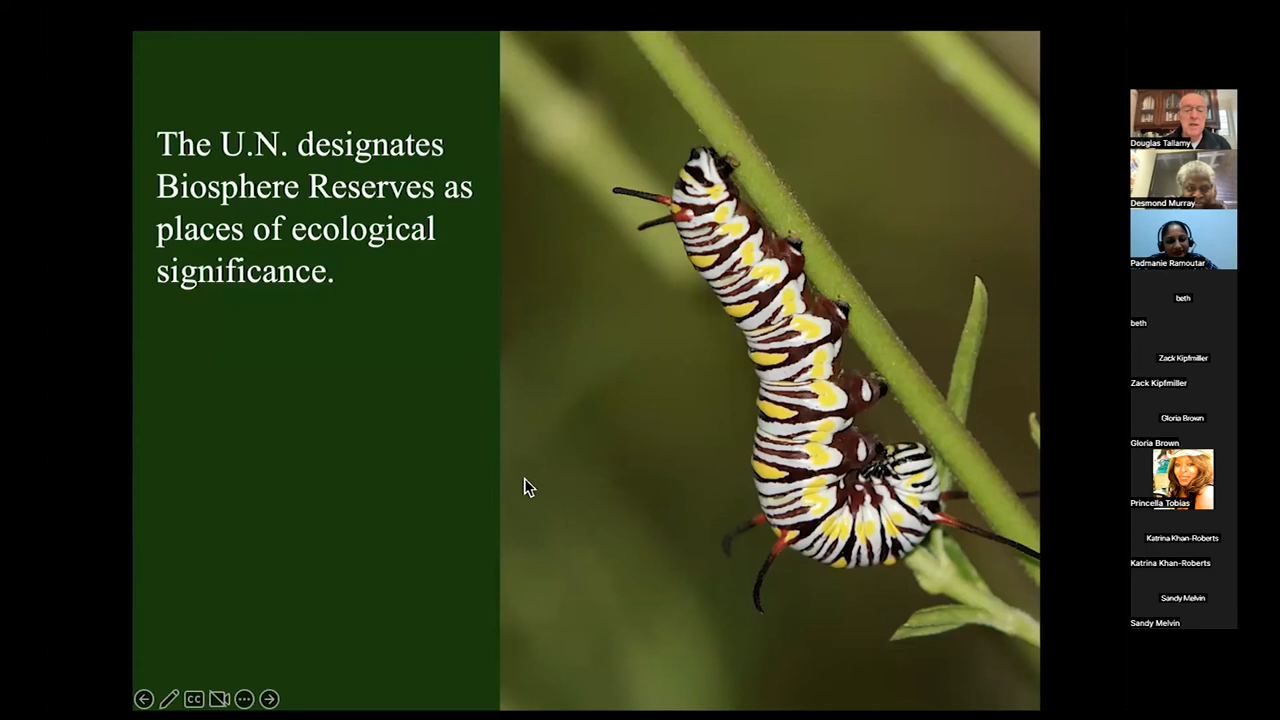 The U.N. designates
Biosphere Reserves as
places of ecological
significance.
CC
Douglas Tallamy
Desmond Murray
Padmanie Ramoutar
beth
beth
Zack Kipfmiller
Zack Kipfmiller
Gloria Brown
Gloria Brown
Princella Tobias
Katrina Khan-Roberts
Katrina Khan-Roberts
Sandy Melvin
Sandy Melvin